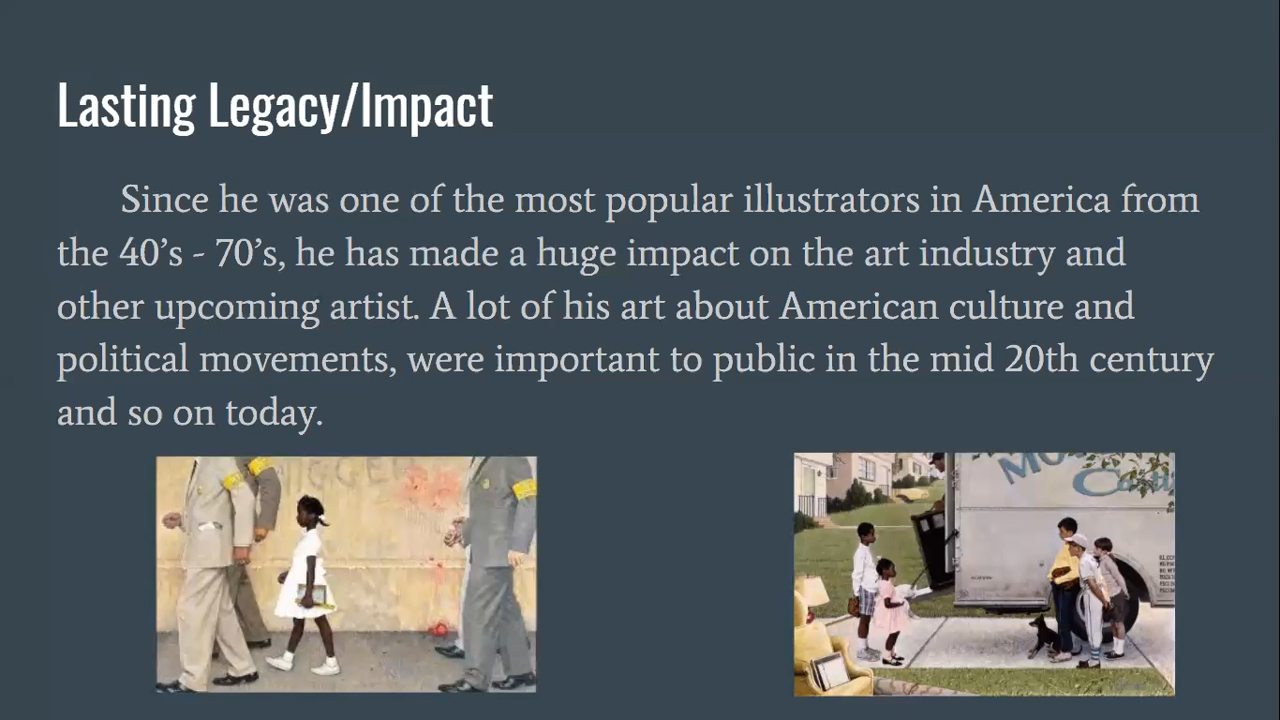 Lasting Legacy/Impact
Since he was one of the most popular illustrators in America from
the 40’s - 70’s, he has made a huge impact on the art industry and
other upcoming artist. A lot of his art about American culture and
political movements, were important to public in the mid 20th century
and so on today.
NIGGER
MO